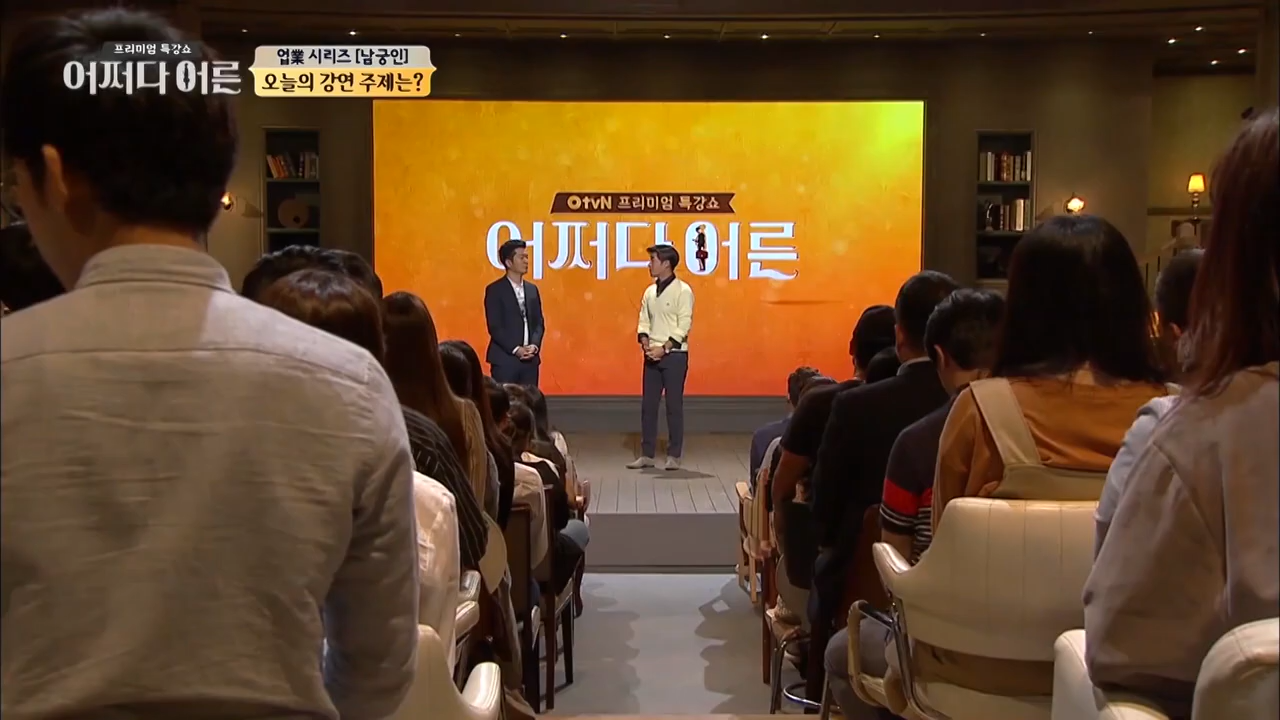 프리미엄 특강쇼
어쩌다 어른
업業 시리즈 [남궁인]
오늘의 강연 주제는?
OtvN 프리미엄 특강쇼
어쩌다 어른